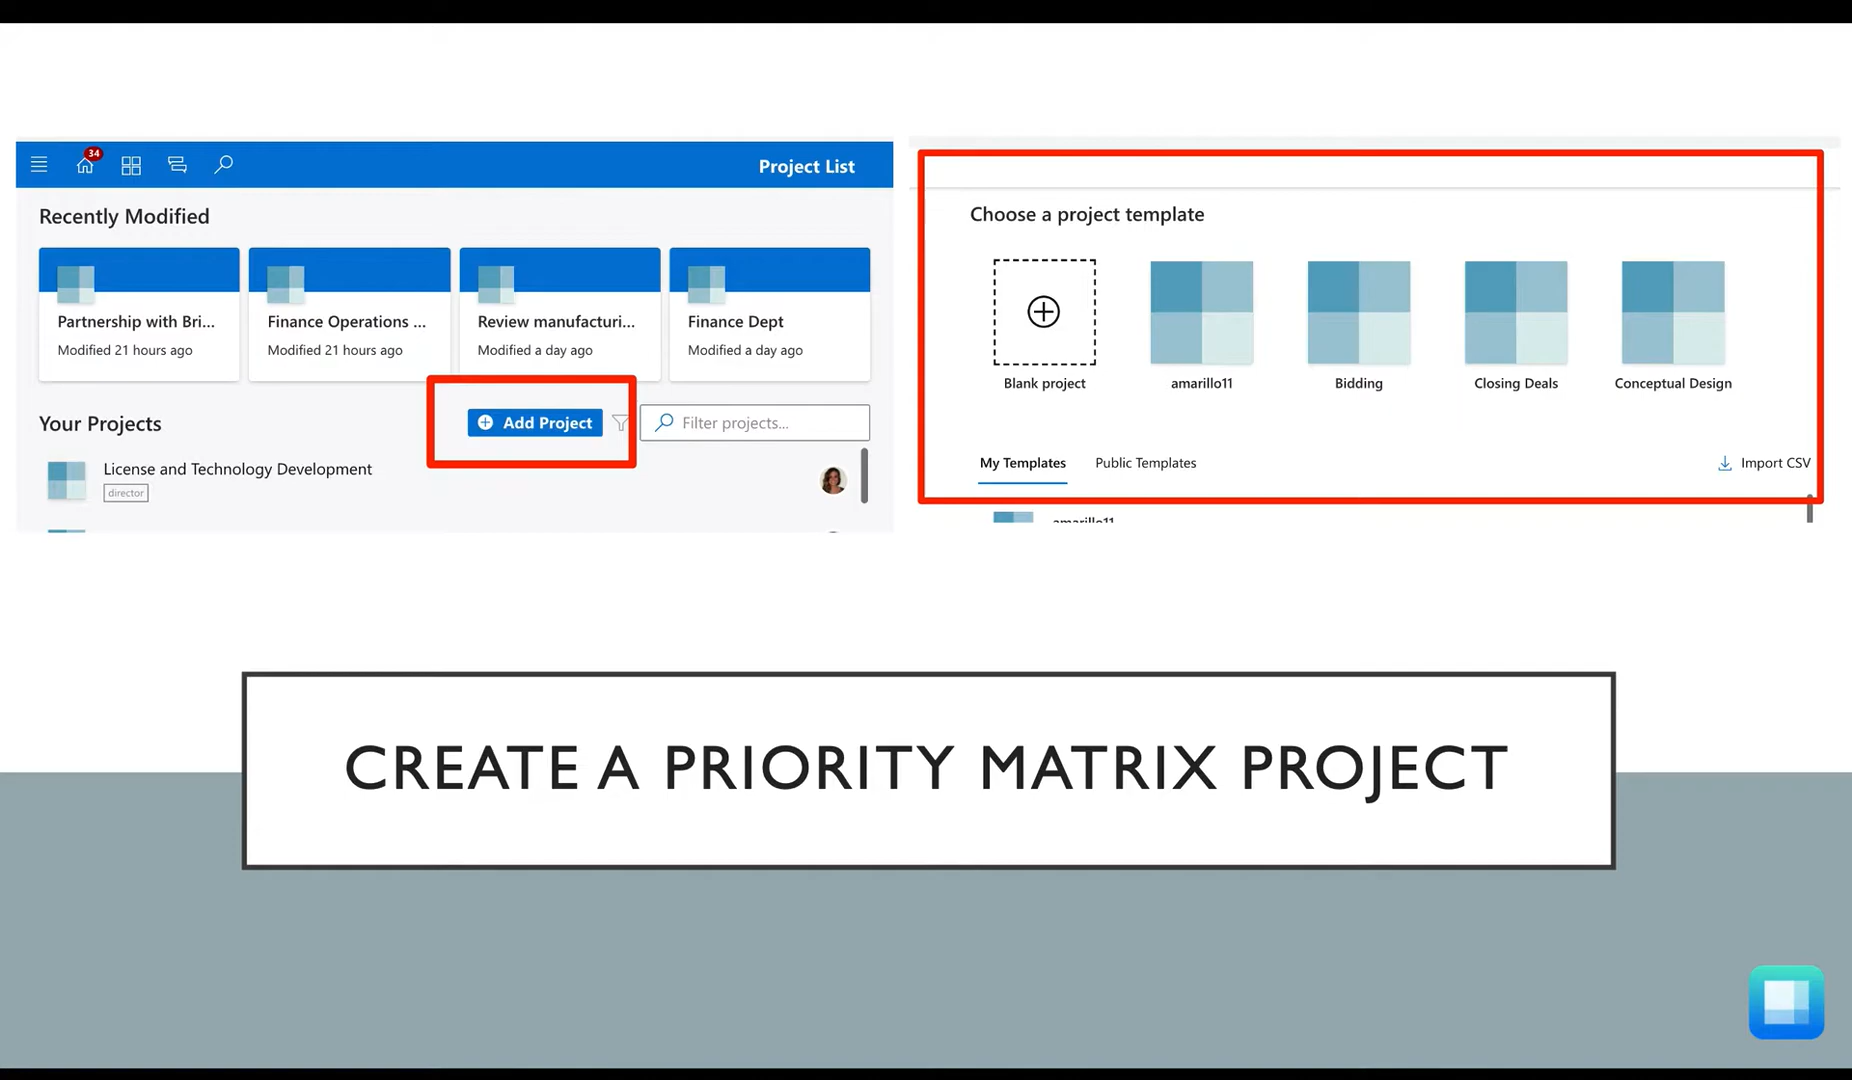 34
Project List
Recently Modified
Partnership with Bri...
Modified 21 hours ago
Finance Operations ...
Modified 21 hours ago
Review manufacturi...
Modified a day ago
Finance Dept
Modified a day ago
Your Projects
Add Project
Filter projects...
License and Technology Development
director
Choose a project template
Blank project
amarillo11
Bidding
Closing Deals
Conceptual Design
My Templates
Public Templates
Import CSV
amarillo11
CREATE A PRIORITY MATRIX PROJECT